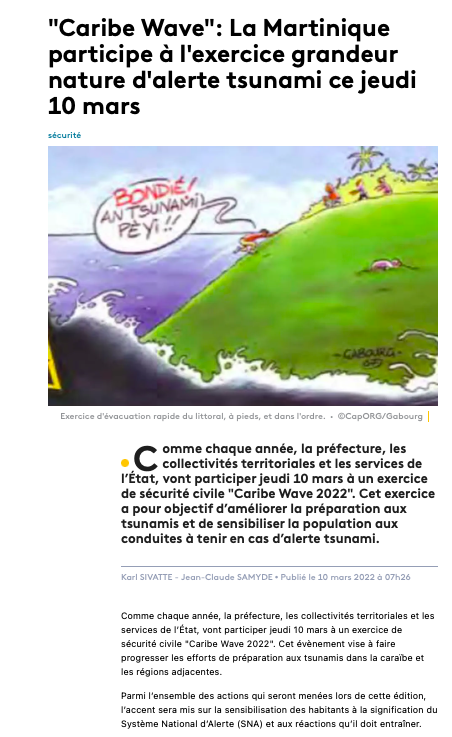 "Caribe Wave": La Martinique
participe à l'exercice grandeur
nature d'alerte tsunami ce jeudi
10 mars
sécurité
BONDIÉ!
AN TSUNAMI
PÈYI!!
-GABOURG-
Exercice d'évacuation rapide du littoral, à pieds, et dans l'ordre. • ©CapORG/Gabourg
Comme chaque année, la préfecture, les
collectivités territoriales et les services de
l’État, vont participer jeudi 10 mars à un exercice
de sécurité civile "Caribe Wave 2022". Cet exercice
a pour objectif d’améliorer la préparation aux
tsunamis et de sensibiliser la population aux
conduites à tenir en cas d’alerte tsunami.
Karl SIVATTE - Jean-Claude SAMYDE • Publié le 10 mars 2022 à 07h26
Comme chaque année, la préfecture, les collectivités territoriales et les
services de l’État, vont participer jeudi 10 mars à un exercice de
sécurité civile "Caribe Wave 2022". Cet évènement vise à faire
progresser les efforts de préparation aux tsunamis dans la caraïbe et
les régions adjacentes.
Parmi l’ensemble des actions qui seront menées lors de cette édition,
l’accent sera mis sur la sensibilisation des habitants à la signification du
Système National d’Alerte (SNA) et aux réactions qu’il doit entraîner.